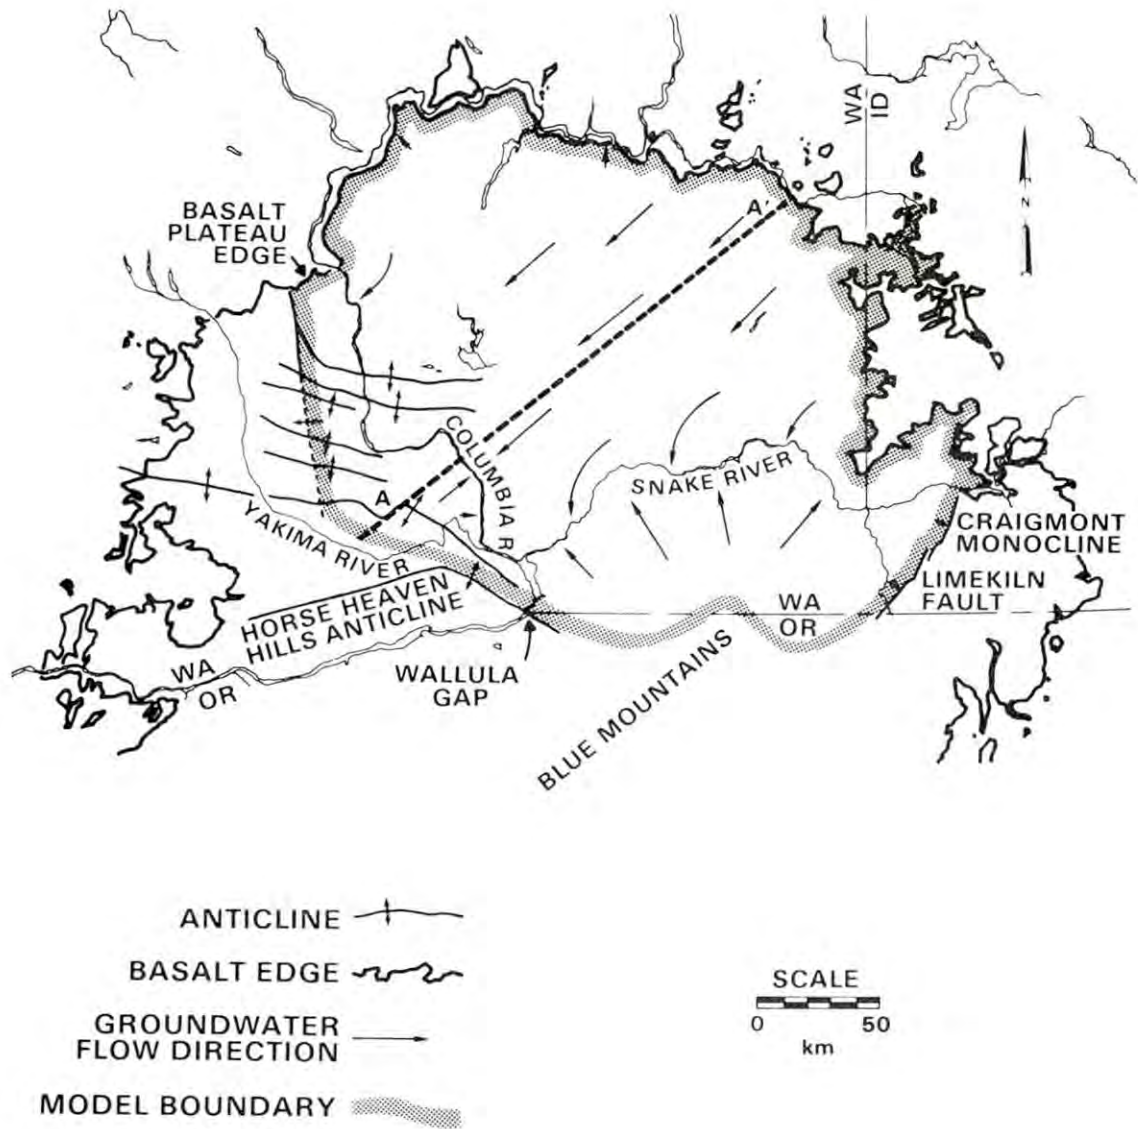 WA
ID
N
BASALT
PLATEAU
EDGE
A'
COLUMBIA R
A
SNAKE RIVER
YAKIMA RIVER
CRAIGMONT
MONOCLINE
LIMEKILN
FAULT
HORSE HEAVEN
HILLS ANTICLINE
WA
OR
WA
OR
WALLULA
GAP
BLUE MOUNTAINS
ANTICLINE
BASALT EDGE
GROUNDWATER
FLOW DIRECTION
MODEL BOUNDARY
SCALE
0 50
km